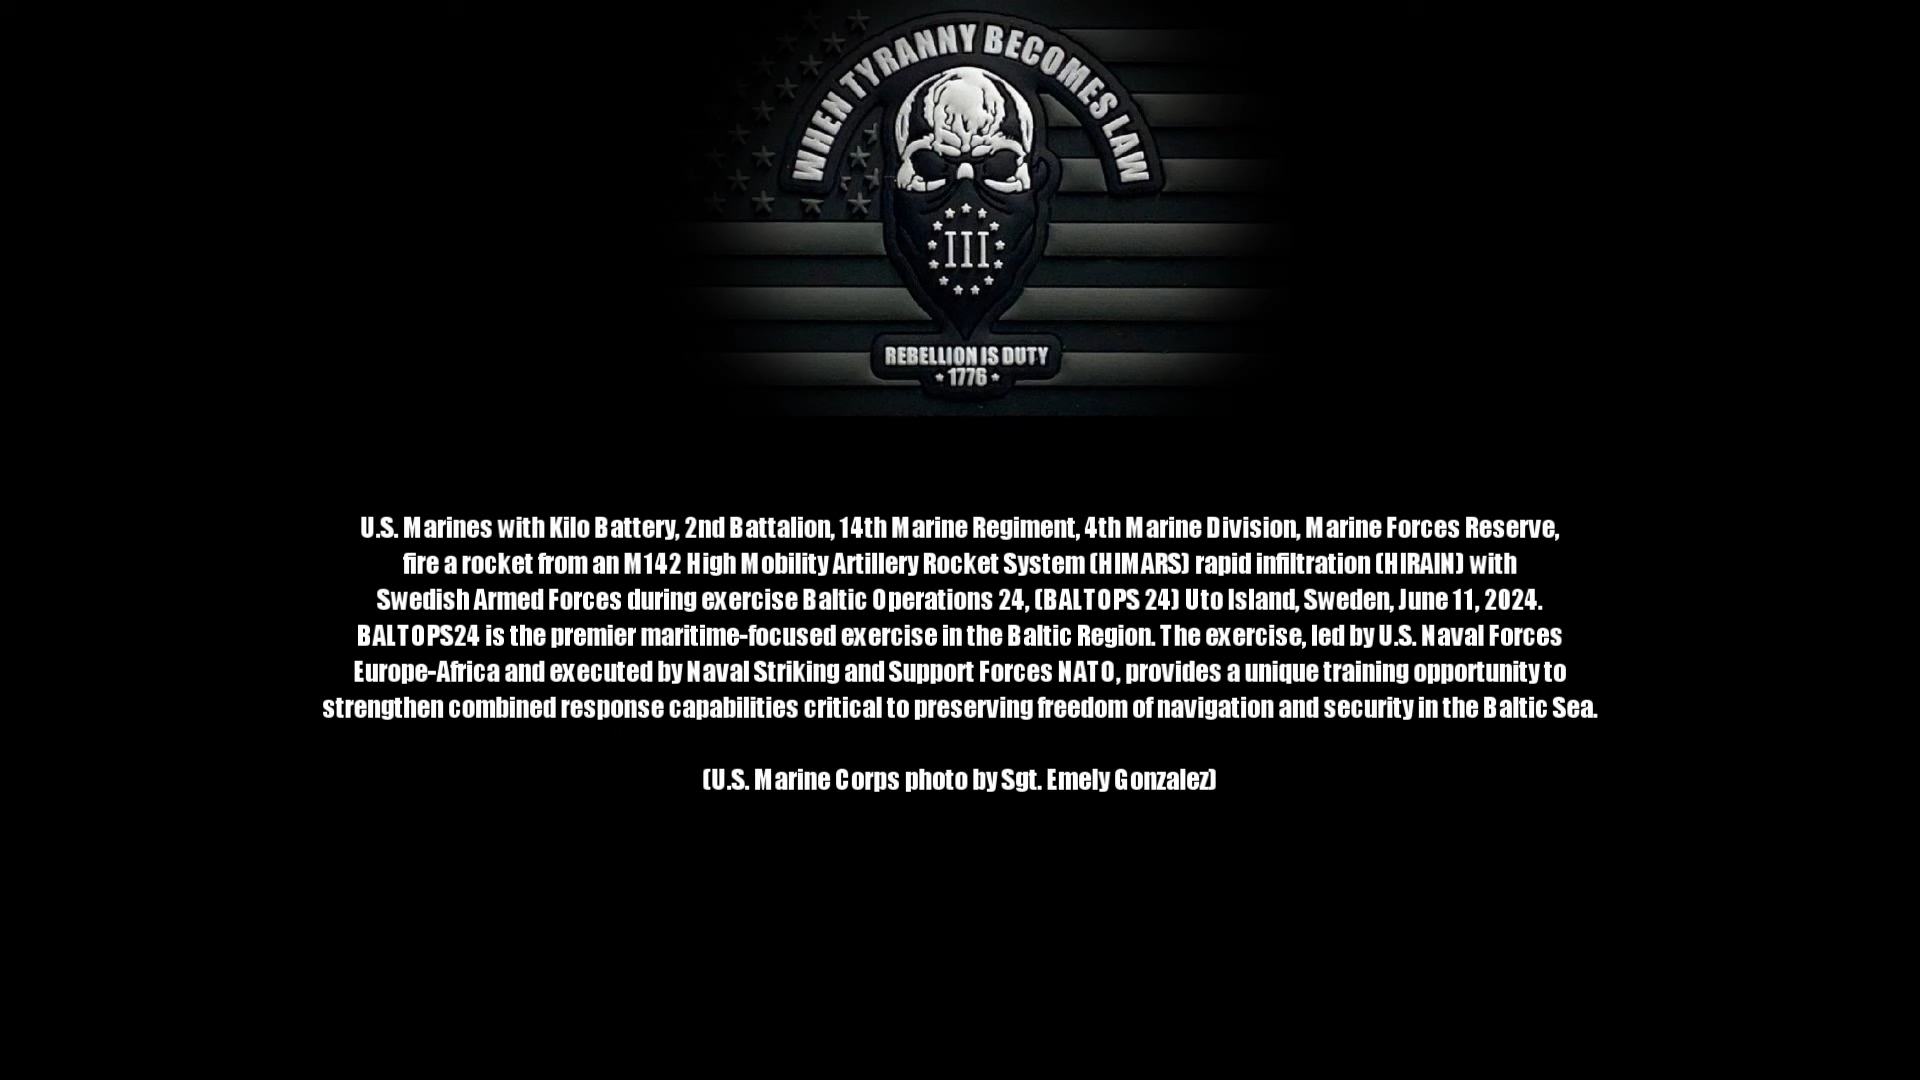 WHEN TYRANNY BECOMES LAW
III
REBELLION IS DUTY
1776
U.S. Marines with Kilo Battery, 2nd Battalion, 14th Marine Regiment, 4th Marine Division, Marine Forces Reserve,
fire a rocket from an M142 High Mobility Artillery Rocket System (HIMARS) rapid infiltration (HIRAIN) with
Swedish Armed Forces during exercise Baltic Operations 24, (BALTOPS 24) Uto Island, Sweden, June 11, 2024.
BALTOPS24 is the premier maritime-focused exercise in the Baltic Region. The exercise, led by U.S. Naval Forces
Europe-Africa and executed by Naval Striking and Support Forces NATO, provides a unique training opportunity to
strengthen combined response capabilities critical to preserving freedom of navigation and security in the Baltic Sea.
(U.S. Marine Corps photo by Sgt. Emely Gonzalez)